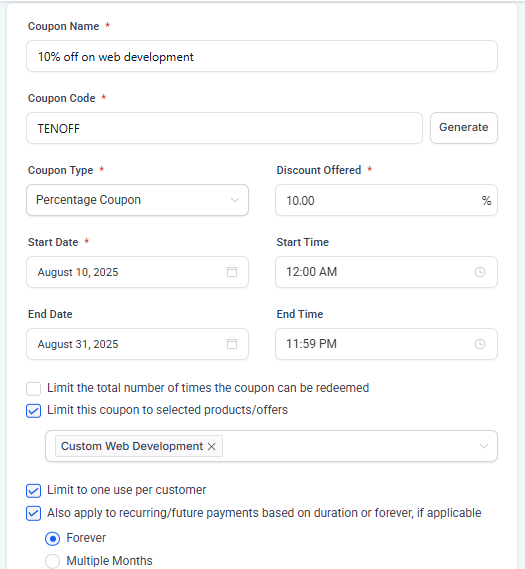 Coupon Name *
10% off on web development
Coupon Code *
TENOFF
Generate
Coupon Type * Discount Offered *
Percentage Coupon 10.00 %
Start Date * Start Time
August 10, 2025 12:00 AM
End Date End Time
August 31, 2025 11:59 PM
Limit the total number of times the coupon can be redeemed
Limit this coupon to selected products/offers
Custom Web Development ×
Limit to one use per customer
Also apply to recurring/future payments based on duration or forever, if applicable
Forever
Multiple Months